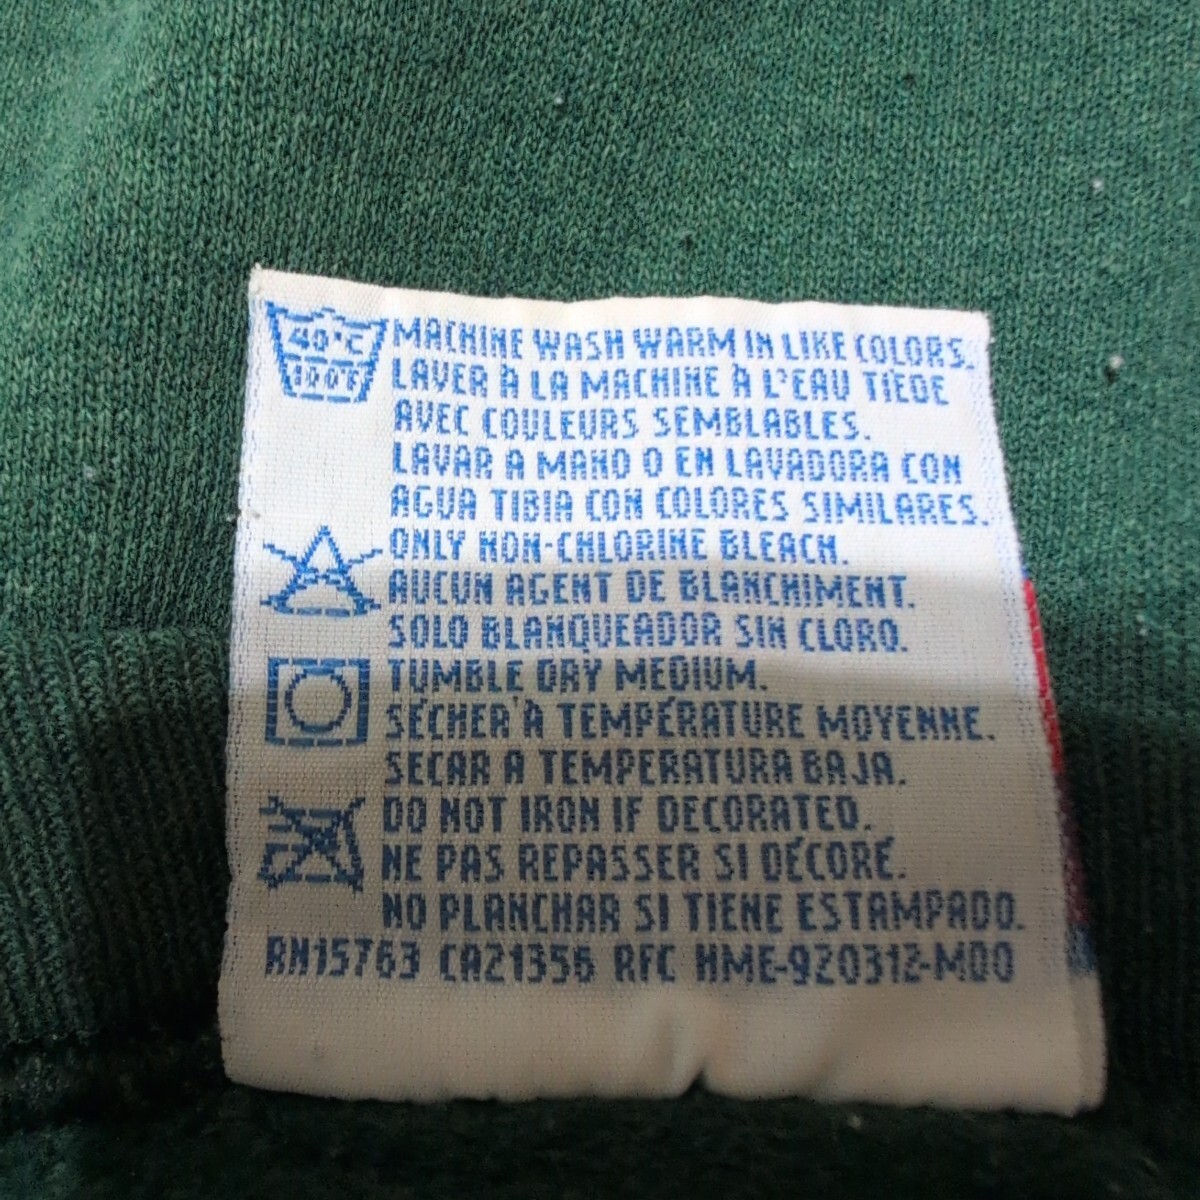 40°C
100°F
MACHINE WASH WARM IN LIKE COLORS.
LAVER À LA MACHINE À L'EAU TIÈDE
AVEC COULEURS SEMBLABLES.
LAVAR A MANO O EN LAVADORA CON
AGUA TIBIA CON COLORES SIMILARES.
ONLY NON-CHLORINE BLEACH.
AUCUN AGENT DE BLANCHIMENT.
SOLO BLANQUEADOR SIN CLORO.
TUMBLE DRY MEDIUM.
SÉCHER À TEMPÉRATURE MOYENNE.
SECAR A TEMPERATURA BAJA.
DO NOT IRON IF DECORATED.
NE PAS REPASSER SI DÉCORÉ.
NO PLANCHAR SI TIENE ESTAMPADO.
RN15763 CA21356 RFC HME-920312-M00